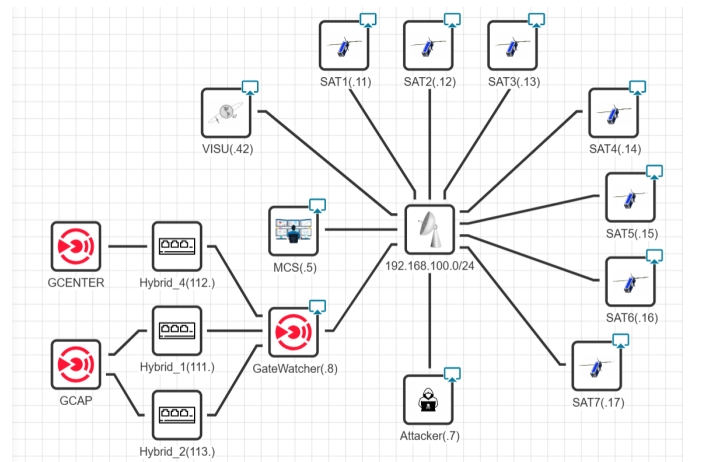 SAT1(.11)
SAT2(.12)
SAT3(.13)
VISU(.42)
SAT4(.14)
SAT5(.15)
MCS(.5)
192.168.100.0/24
GCENTER
Hybrid_4(112.)
SAT6(.16)
Hybrid_1(111.)
GateWatcher(.8)
GCAP
SAT7(.17)
Attacker(.7)
Hybrid_2(113.)